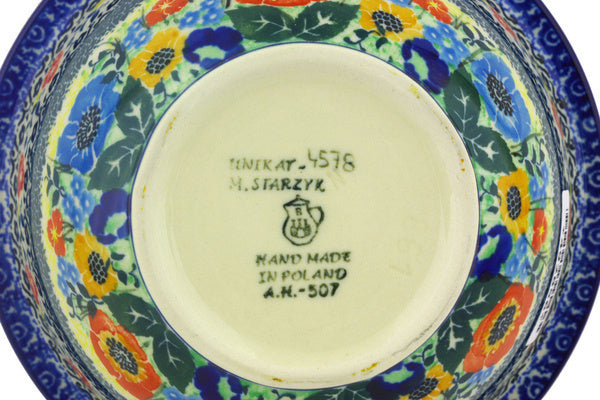 UNIKAT-4578
M.STARZYK
B
HAND MADE
IN POLAND
A.H.-507